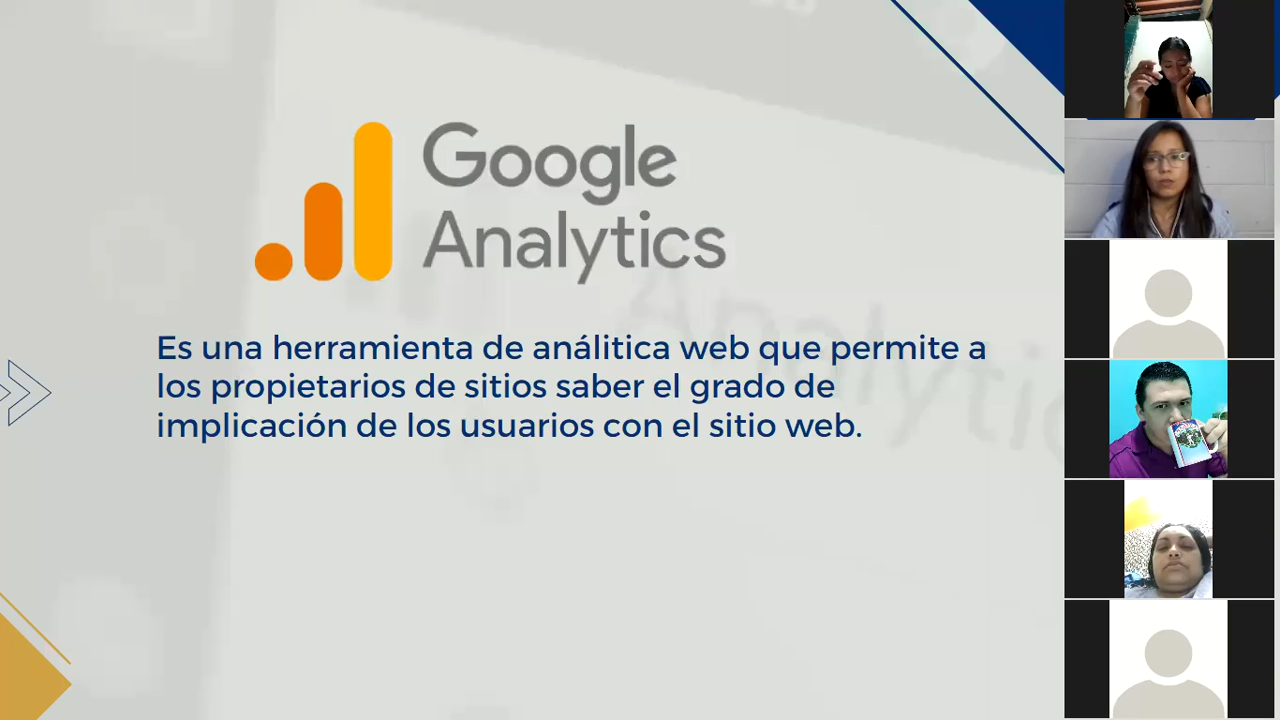 Google
Analytics
Es una herramienta de análitica web que permite a
los propietarios de sitios saber el grado de
implicación de los usuarios con el sitio web.